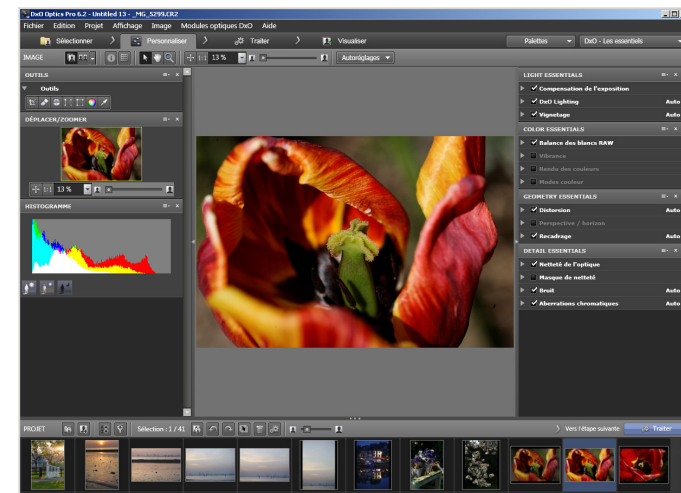 DxO Optics Pro 6.2 - Untitled 13 - _MG_5299.CR2
Fichier Edition Projet Affichage Image Modules optiques DxO Aide
Sélectionner Personnaliser Traiter Visualiser Palettes DxO - Les essentiels
IMAGE 1:1 13 % Autoréglages
OUTILS
Outils
DÉPLACER/ZOOMER
1:1 13 %
HISTOGRAMME
LIGHT ESSENTIALS
Compensation de l'exposition
DxO Lighting Auto
Vignetage Auto
COLOR ESSENTIALS
Balance des blancs RAW
Vibrance
Rendu des couleurs
Modes couleur
GEOMETRY ESSENTIALS
Distorsion Auto
Perspective / horizon
Recadrage Auto
DETAIL ESSENTIALS
Netteté de l'optique
Masque de netteté
Bruit Auto
Aberrations chromatiques Auto
PROJET Sélection : 1 / 41 Vers l'étape suivante Traiter